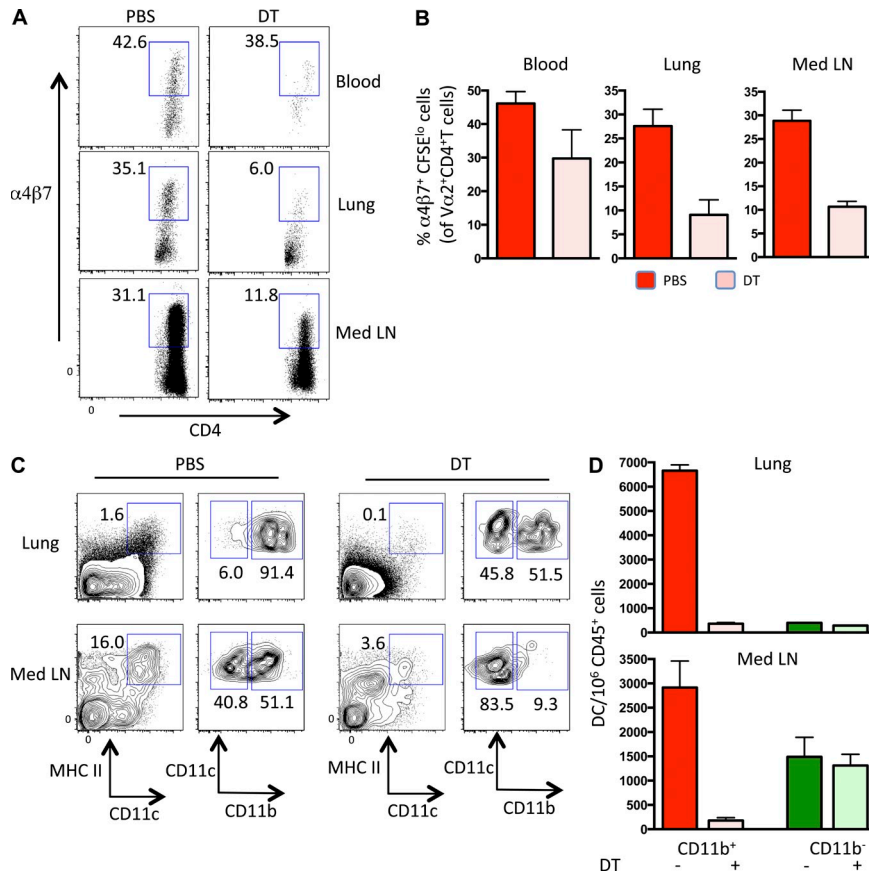 A
PBS DT
42.6 38.5
Blood
35.1 6.0
Lung
31.1 11.8
Med LN
α4β7
0
0
CD4
B
Blood Lung Med LN
% α4β7⁺ CFSEˡᵒ cells
(of Vα2⁺CD4⁺T cells)
50 35 35
40 30 30
30 25 25
20 20 20
10 15 15
0 10 10
5 5
0 0
PBS DT
C
PBS DT
Lung
1.6 6.0 91.4 0.1 45.8 51.5
Med LN
16.0 40.8 51.1 3.6 83.5 9.3
0
0
0
0
MHC II CD11c MHC II CD11c
CD11c CD11b CD11c CD11b
D
Lung
7000
6000
5000
4000
3000
2000
1000
0
Med LN
3500
3000
2500
2000
1500
1000
500
0
DC/10⁶ CD45⁺ cells
CD11b⁺ CD11b⁻
DT - + - +